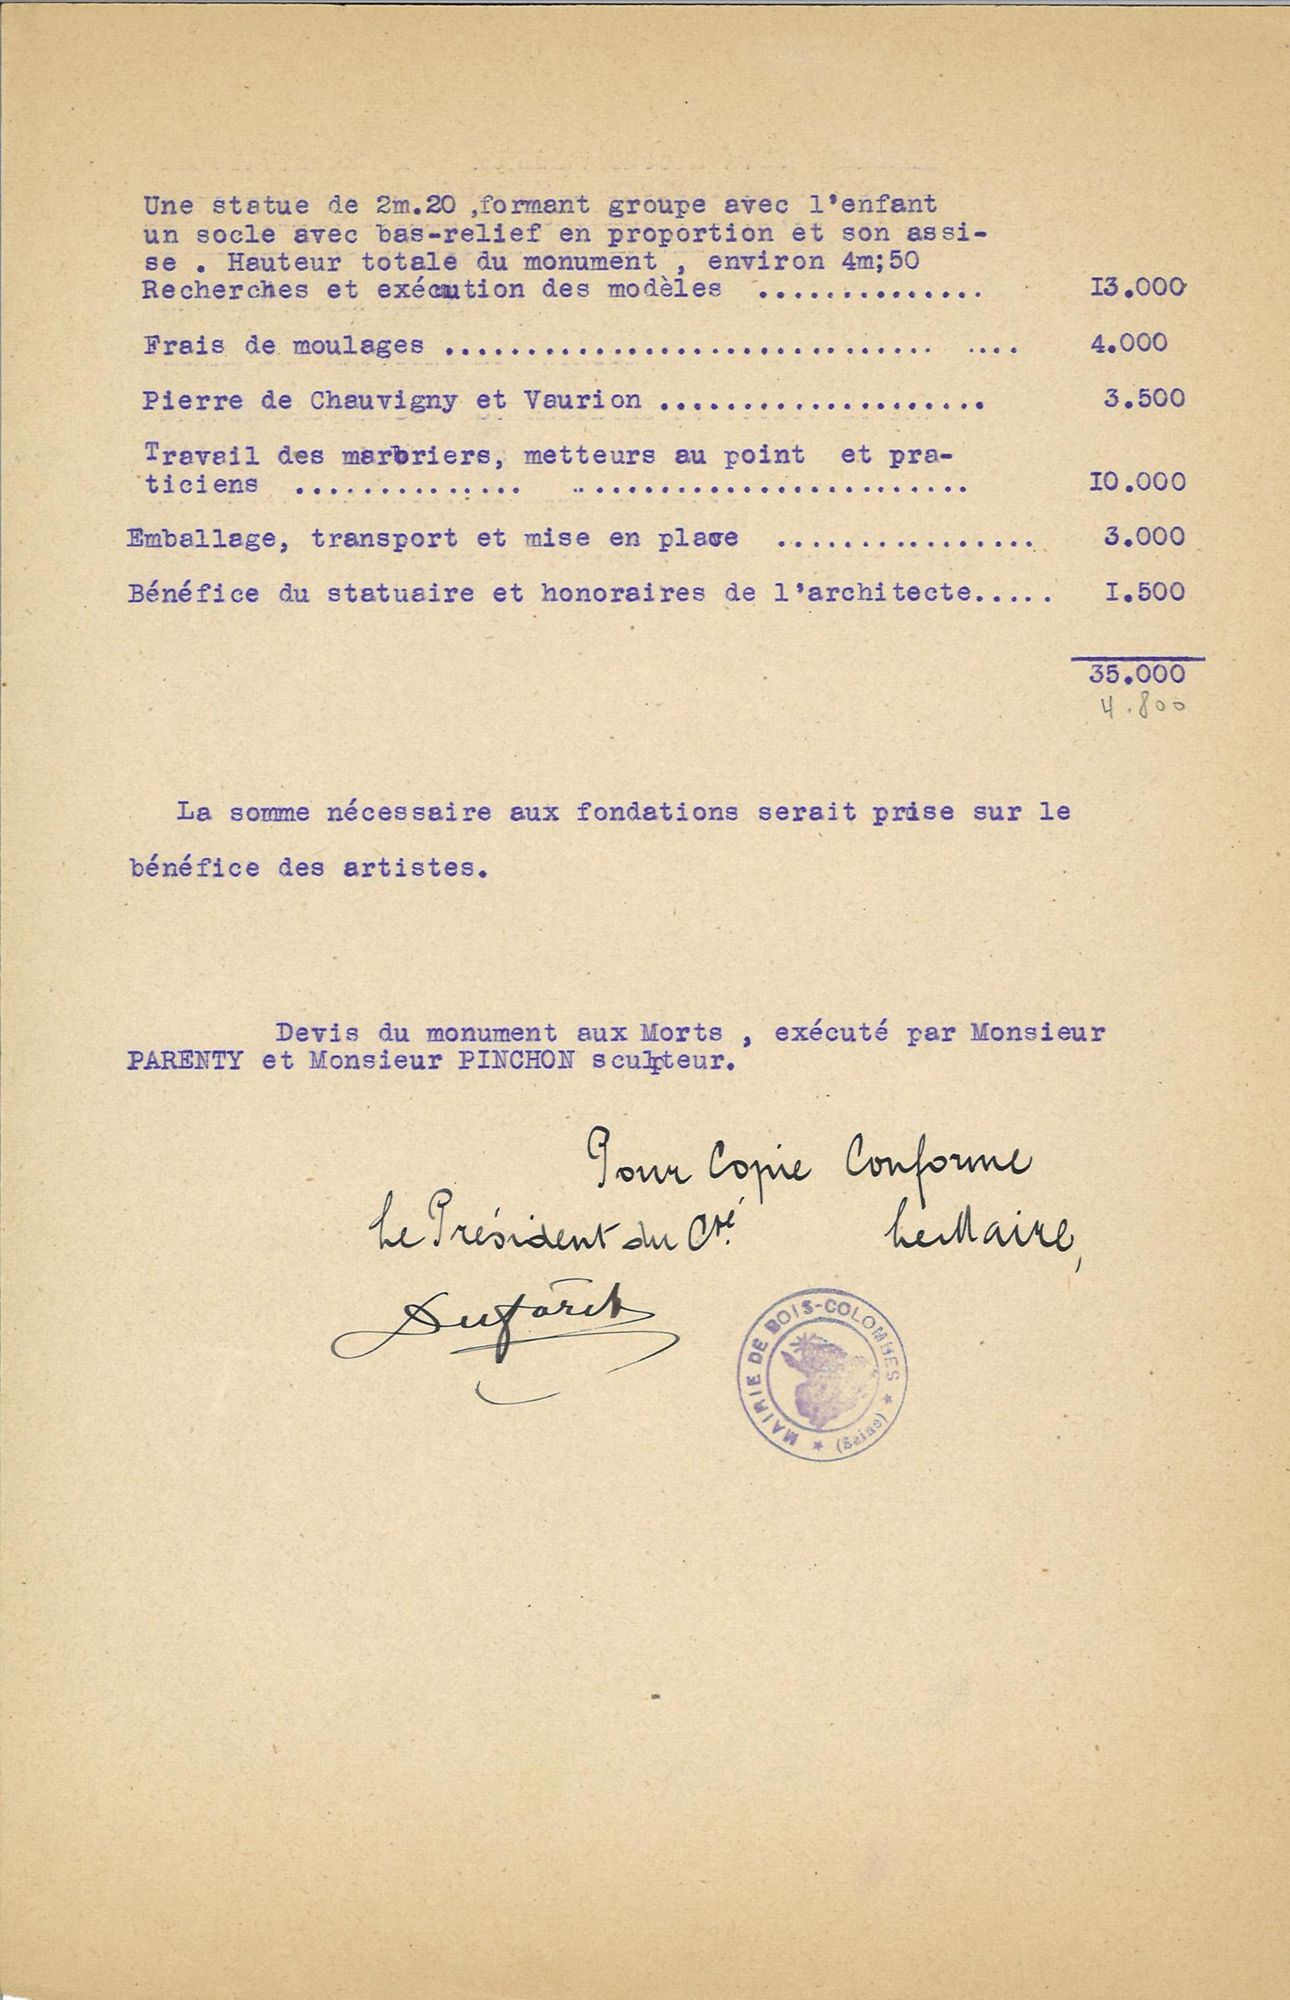 Une statue de 2m.20 ,formant groupe avec l'enfant
un socle avec bas-relief en proportion et son assi-
se . Hauteur totale du monument , environ 4m;50
Recherches et exécution des modèles .............. I3.000
Frais de moulages .............................. .... 4.000
Pierre de Chauvigny et Vaurion .................... 3.500
Travail des marbriers, metteurs au point et pra-
ticiens .............. ......................... I0.000
Emballage, transport et mise en place ................ 3.000
Bénéfice du statuaire et honoraires de l'architecte..... I.500
35.000
4.800
La somme nécessaire aux fondations serait prise sur le
bénéfice des artistes.
Devis du monument aux Morts , exécuté par Monsieur
PARENTY et Monsieur PINCHON sculpteur.
Pour Copie Conforme
Le Président du Cté. Le Maire,
MAIRIE DE BOIS-COLOMBES ★ (Seine) ★